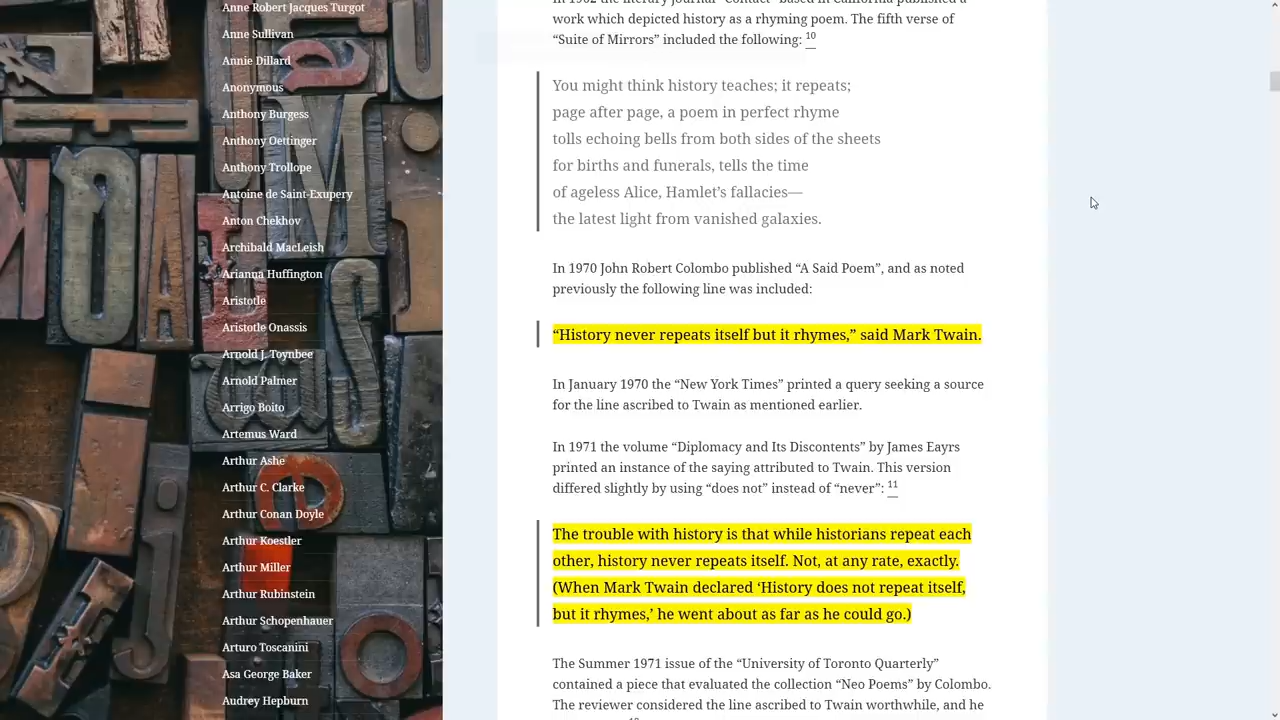 Anne Robert Jacques Turgot
Anne Sullivan
Annie Dillard
Anonymous
Anthony Burgess
Anthony Oettinger
Anthony Trollope
Antoine de Saint-Exupery
Anton Chekhov
Archibald MacLeish
Arianna Huffington
Aristotle
Aristotle Onassis
Arnold J. Toynbee
Arnold Palmer
Arrigo Boito
Artemus Ward
Arthur Ashe
Arthur C. Clarke
Arthur Conan Doyle
Arthur Koestler
Arthur Miller
Arthur Rubinstein
Arthur Schopenhauer
Arturo Toscanini
Asa George Baker
Audrey Hepburn
work which depicted history as a rhyming poem. The fifth verse of
“Suite of Mirrors” included the following: 10
You might think history teaches; it repeats;
page after page, a poem in perfect rhyme
tolls echoing bells from both sides of the sheets
for births and funerals, tells the time
of ageless Alice, Hamlet’s fallacies—
the latest light from vanished galaxies.
In 1970 John Robert Colombo published “A Said Poem”, and as noted
previously the following line was included:
“History never repeats itself but it rhymes,” said Mark Twain.
In January 1970 the “New York Times” printed a query seeking a source
for the line ascribed to Twain as mentioned earlier.
In 1971 the volume “Diplomacy and Its Discontents” by James Eayrs
printed an instance of the saying attributed to Twain. This version
differed slightly by using “does not” instead of “never”: 11
The trouble with history is that while historians repeat each
other, history never repeats itself. Not, at any rate, exactly.
(When Mark Twain declared ‘History does not repeat itself,
but it rhymes,’ he went about as far as he could go.)
The Summer 1971 issue of the “University of Toronto Quarterly”
contained a piece that evaluated the collection “Neo Poems” by Colombo.
The reviewer considered the line ascribed to Twain worthwhile, and he